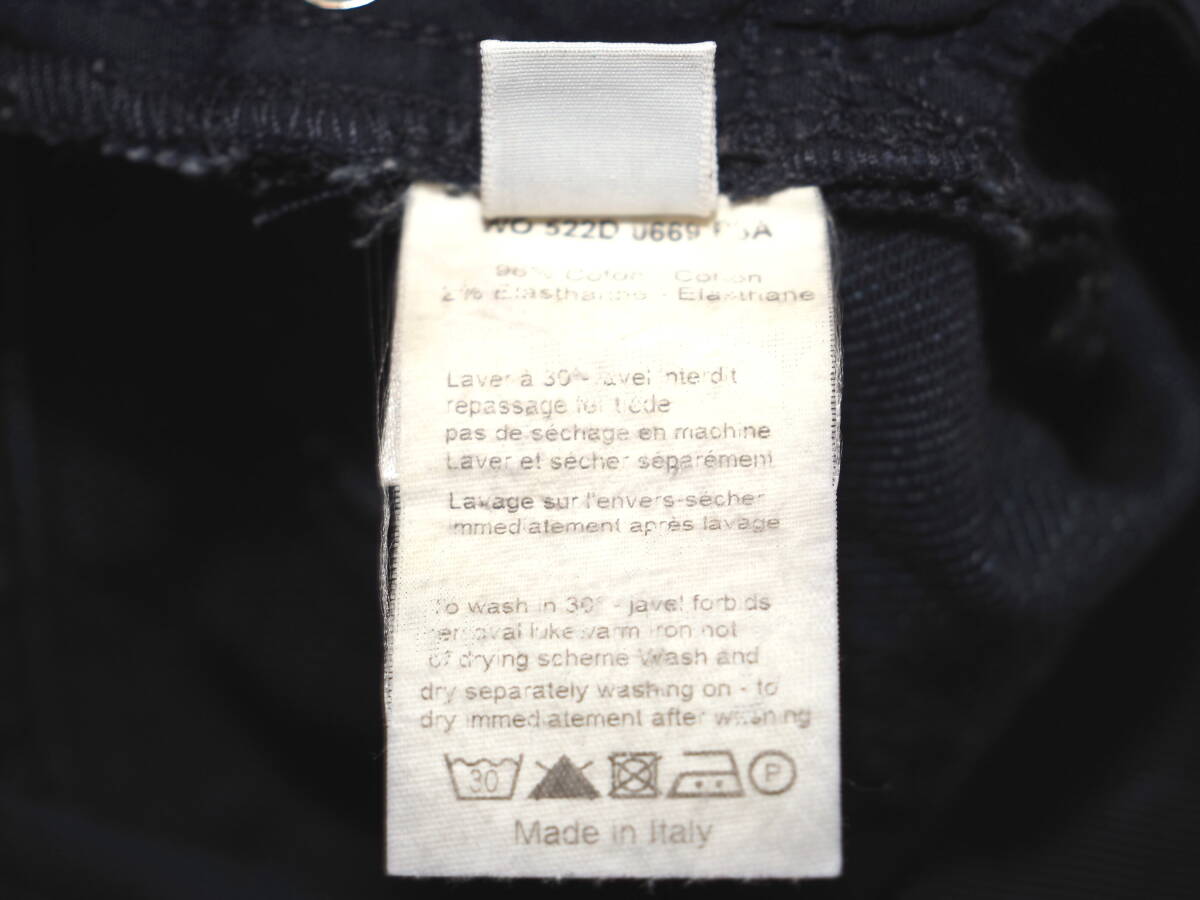 WO 522D 0669
Coton - Cotton
2% Elasthanne - Elasthane
Laver à 30° - javel interdit
repassage fer tiède
pas de séchage en machine
Laver et sécher séparément
Lavage sur l'envers-sécher
immediatement après lavage
To wash in 30° - javel forbids
removal lukewarm iron not
of drying scheme Wash and
dry separately washing on - to
dry immediatement after washing
30
P
Made in Italy